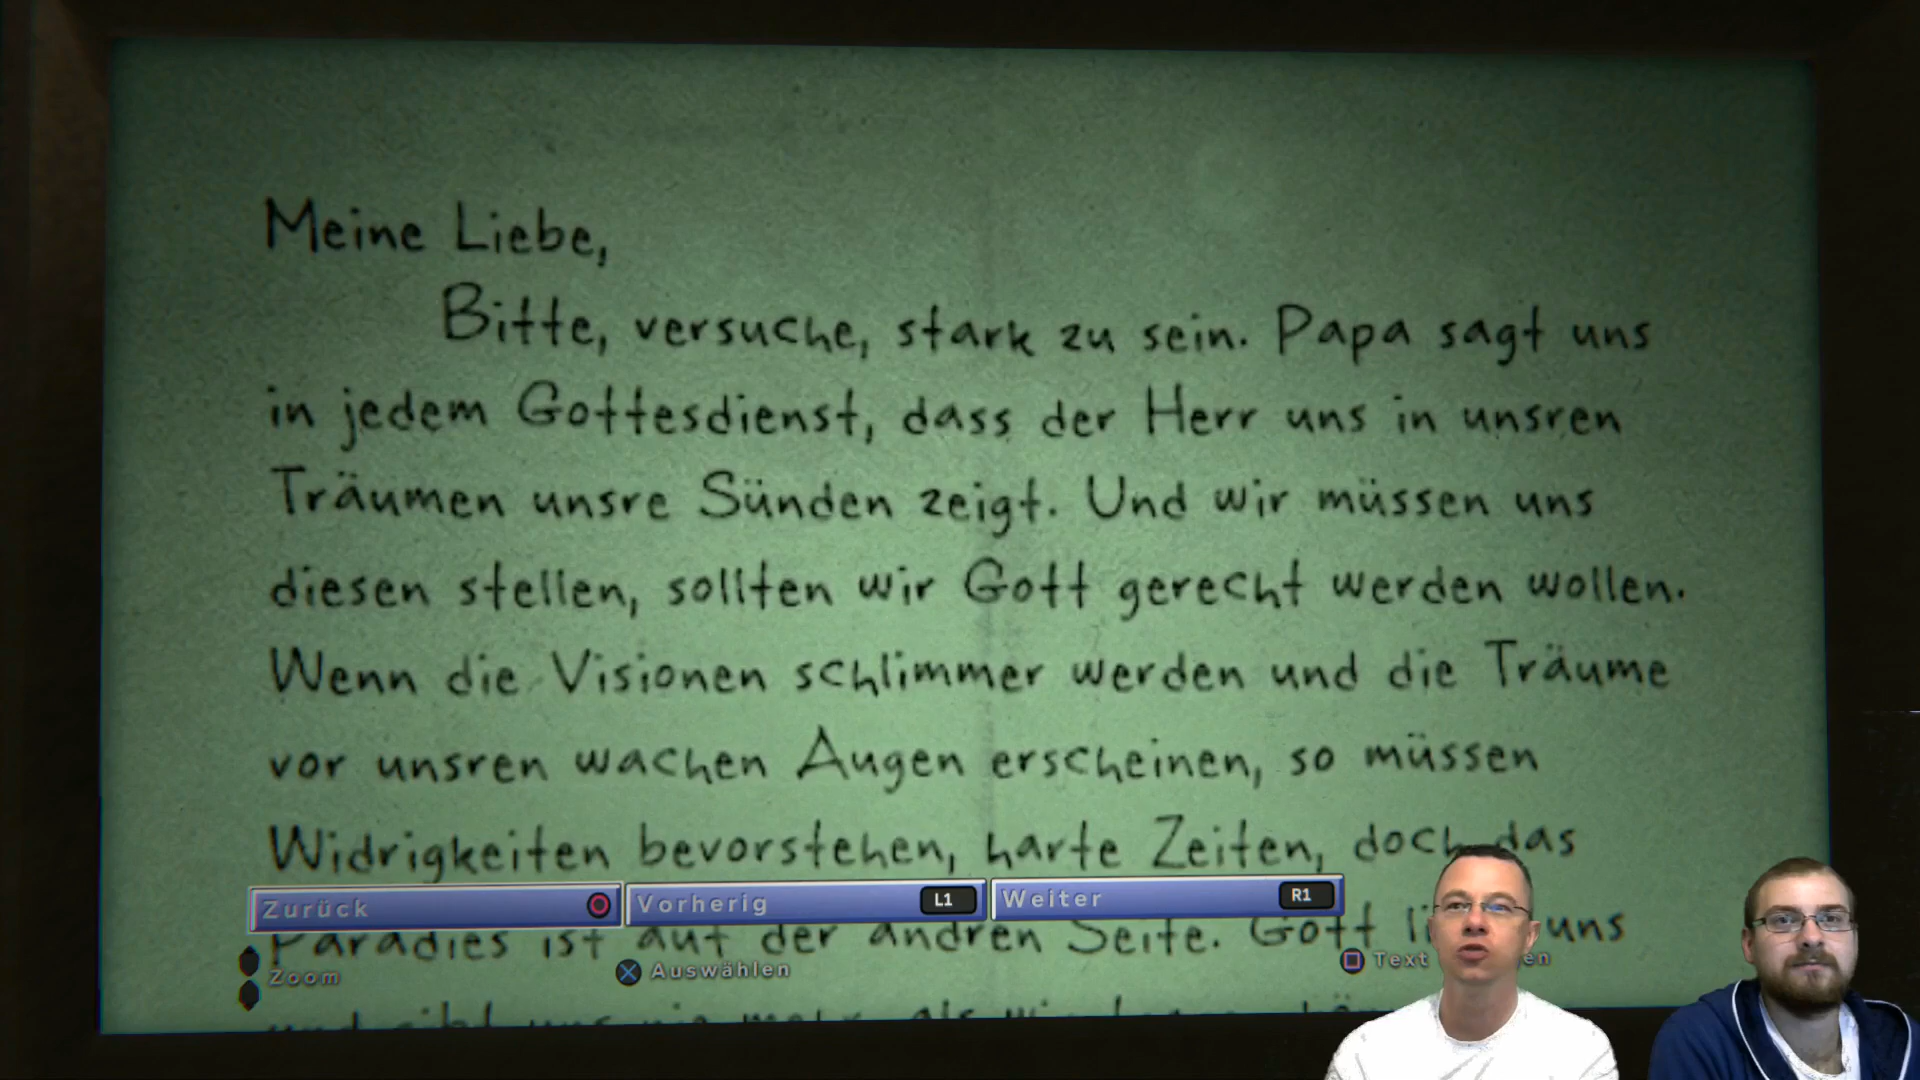 Meine Liebe,
Bitte, versuche, stark zu sein. Papa sagt uns
in jedem Gottesdienst, dass der Herr uns in unsren
Träumen unsre Sünden zeigt. Und wir müssen uns
diesen stellen, sollten wir Gott gerecht werden wollen.
Wenn die Visionen schlimmer werden und die Träume
vor unsren wachen Augen erscheinen, so müssen
Widrigkeiten bevorstehen, harte Zeiten, doch das
Zurück Vorherig L1 Weiter R1
Paradies ist auf der andren Seite. Gott uns
Zoom Auswählen Text